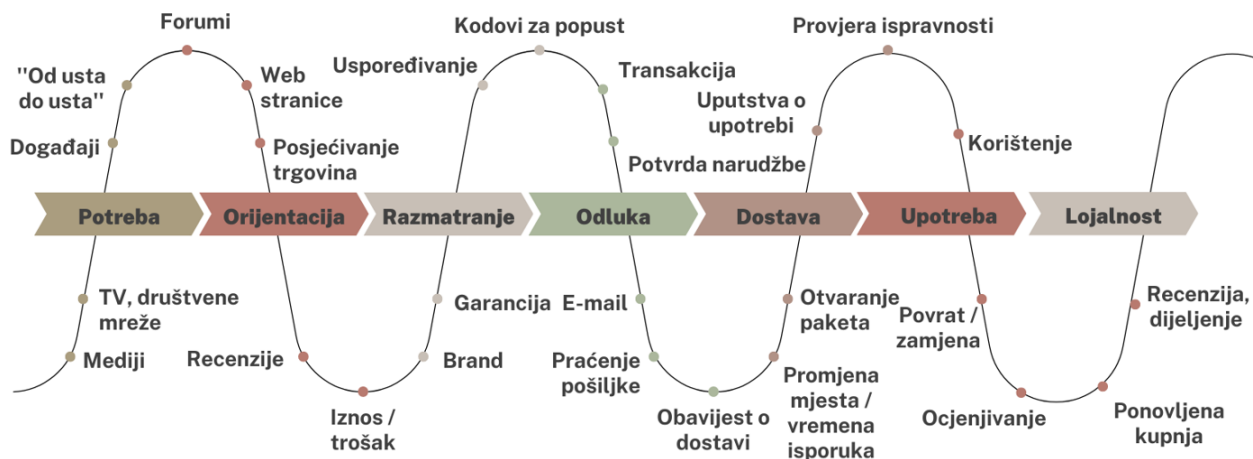 Forumi
Kodovi za popust
Provjera ispravnosti
"Od usta
do usta"
Web
stranice
Uspoređivanje
Transakcija
Uputstva o
upotrebi
Događaji
Posjećivanje
trgovina
Potvrda narudžbe
Korištenje
Potreba
Orijentacija
Razmatranje
Odluka
Dostava
Upotreba
Lojalnost
TV, društvene
mreže
Garancija
E-mail
Otvaranje
paketa
Povrat /
zamjena
Recenzija,
dijeljenje
Mediji
Recenzije
Brand
Praćenje
pošiljke
Promjena
mjesta /
vremena
isporuka
Iznos /
trošak
Obavijest o
dostavi
Ocjenjivanje
Ponovljena
kupnja